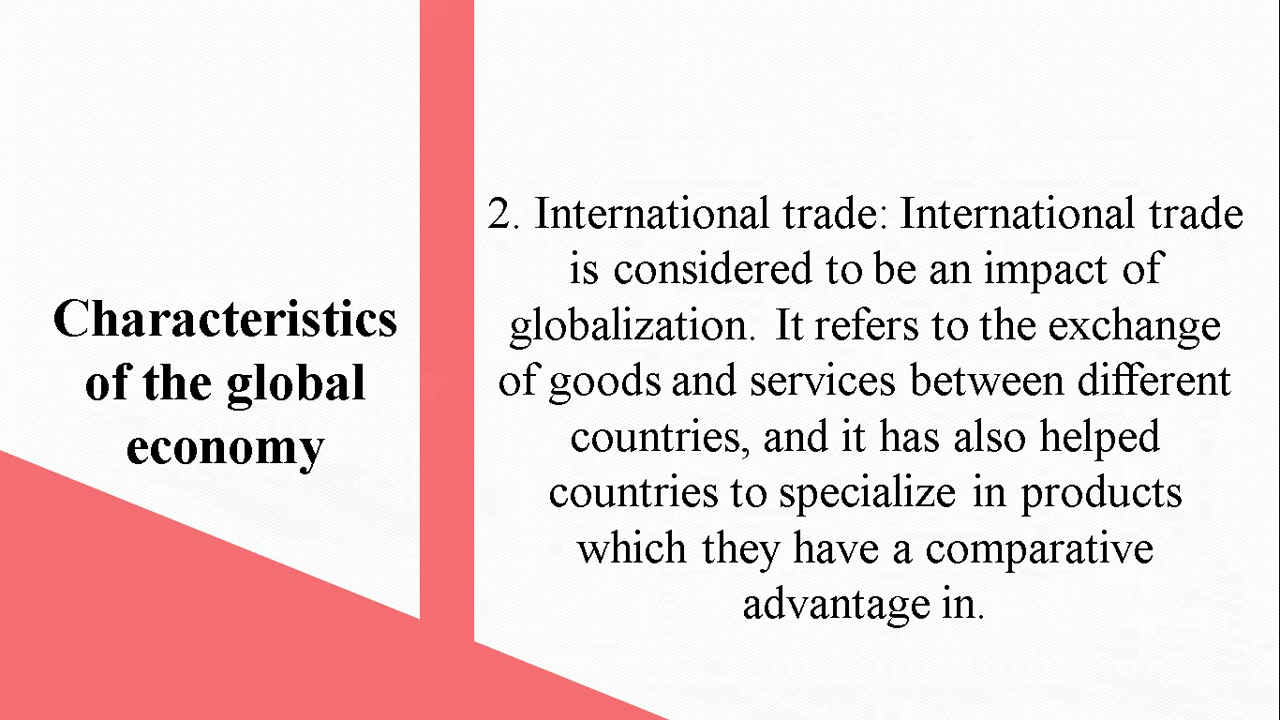 Characteristics
of the global
economy
2. International trade: International trade
is considered to be an impact of
globalization. It refers to the exchange
of goods and services between different
countries, and it has also helped
countries to specialize in products
which they have a comparative
advantage in.